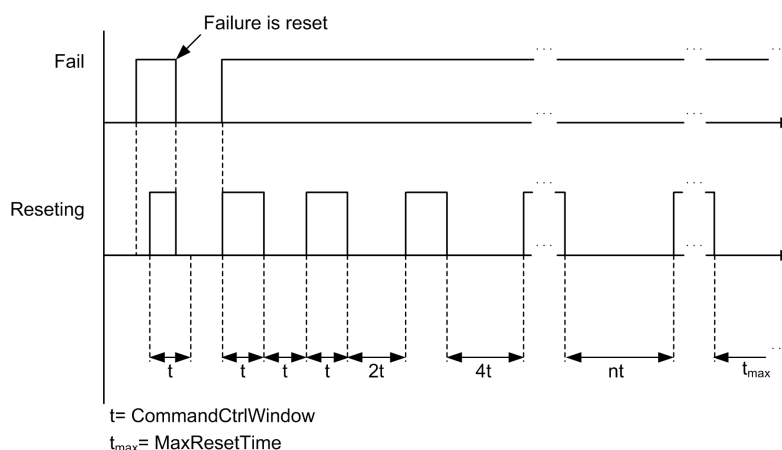 Failure is reset
Fail
Reseting
t
t
t
t
2t
4t
nt
tmax
t= CommandCtrlWindow
tmax= MaxResetTime